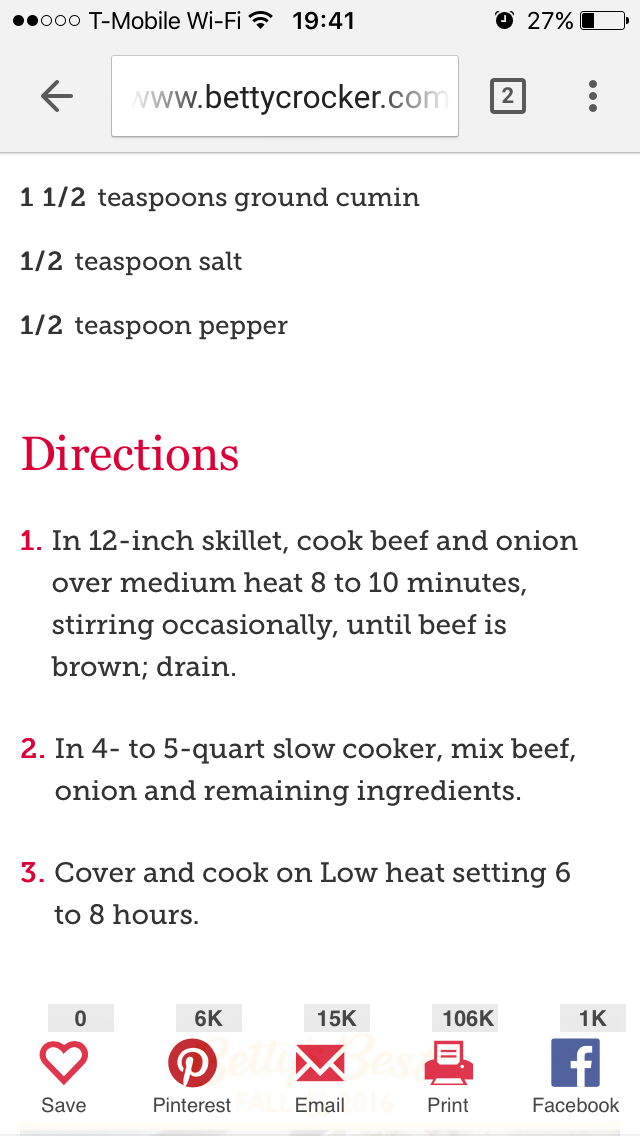 T-Mobile Wi-Fi 19:41 27%
www.bettycrocker.com 2
1 1/2 teaspoons ground cumin
1/2 teaspoon salt
1/2 teaspoon pepper
Directions
1. In 12-inch skillet, cook beef and onion
over medium heat 8 to 10 minutes,
stirring occasionally, until beef is
brown; drain.
2. In 4- to 5-quart slow cooker, mix beef,
onion and remaining ingredients.
3. Cover and cook on Low heat setting 6
to 8 hours.
0 6K 15K 106K 1K
Save Pinterest Email Print Facebook